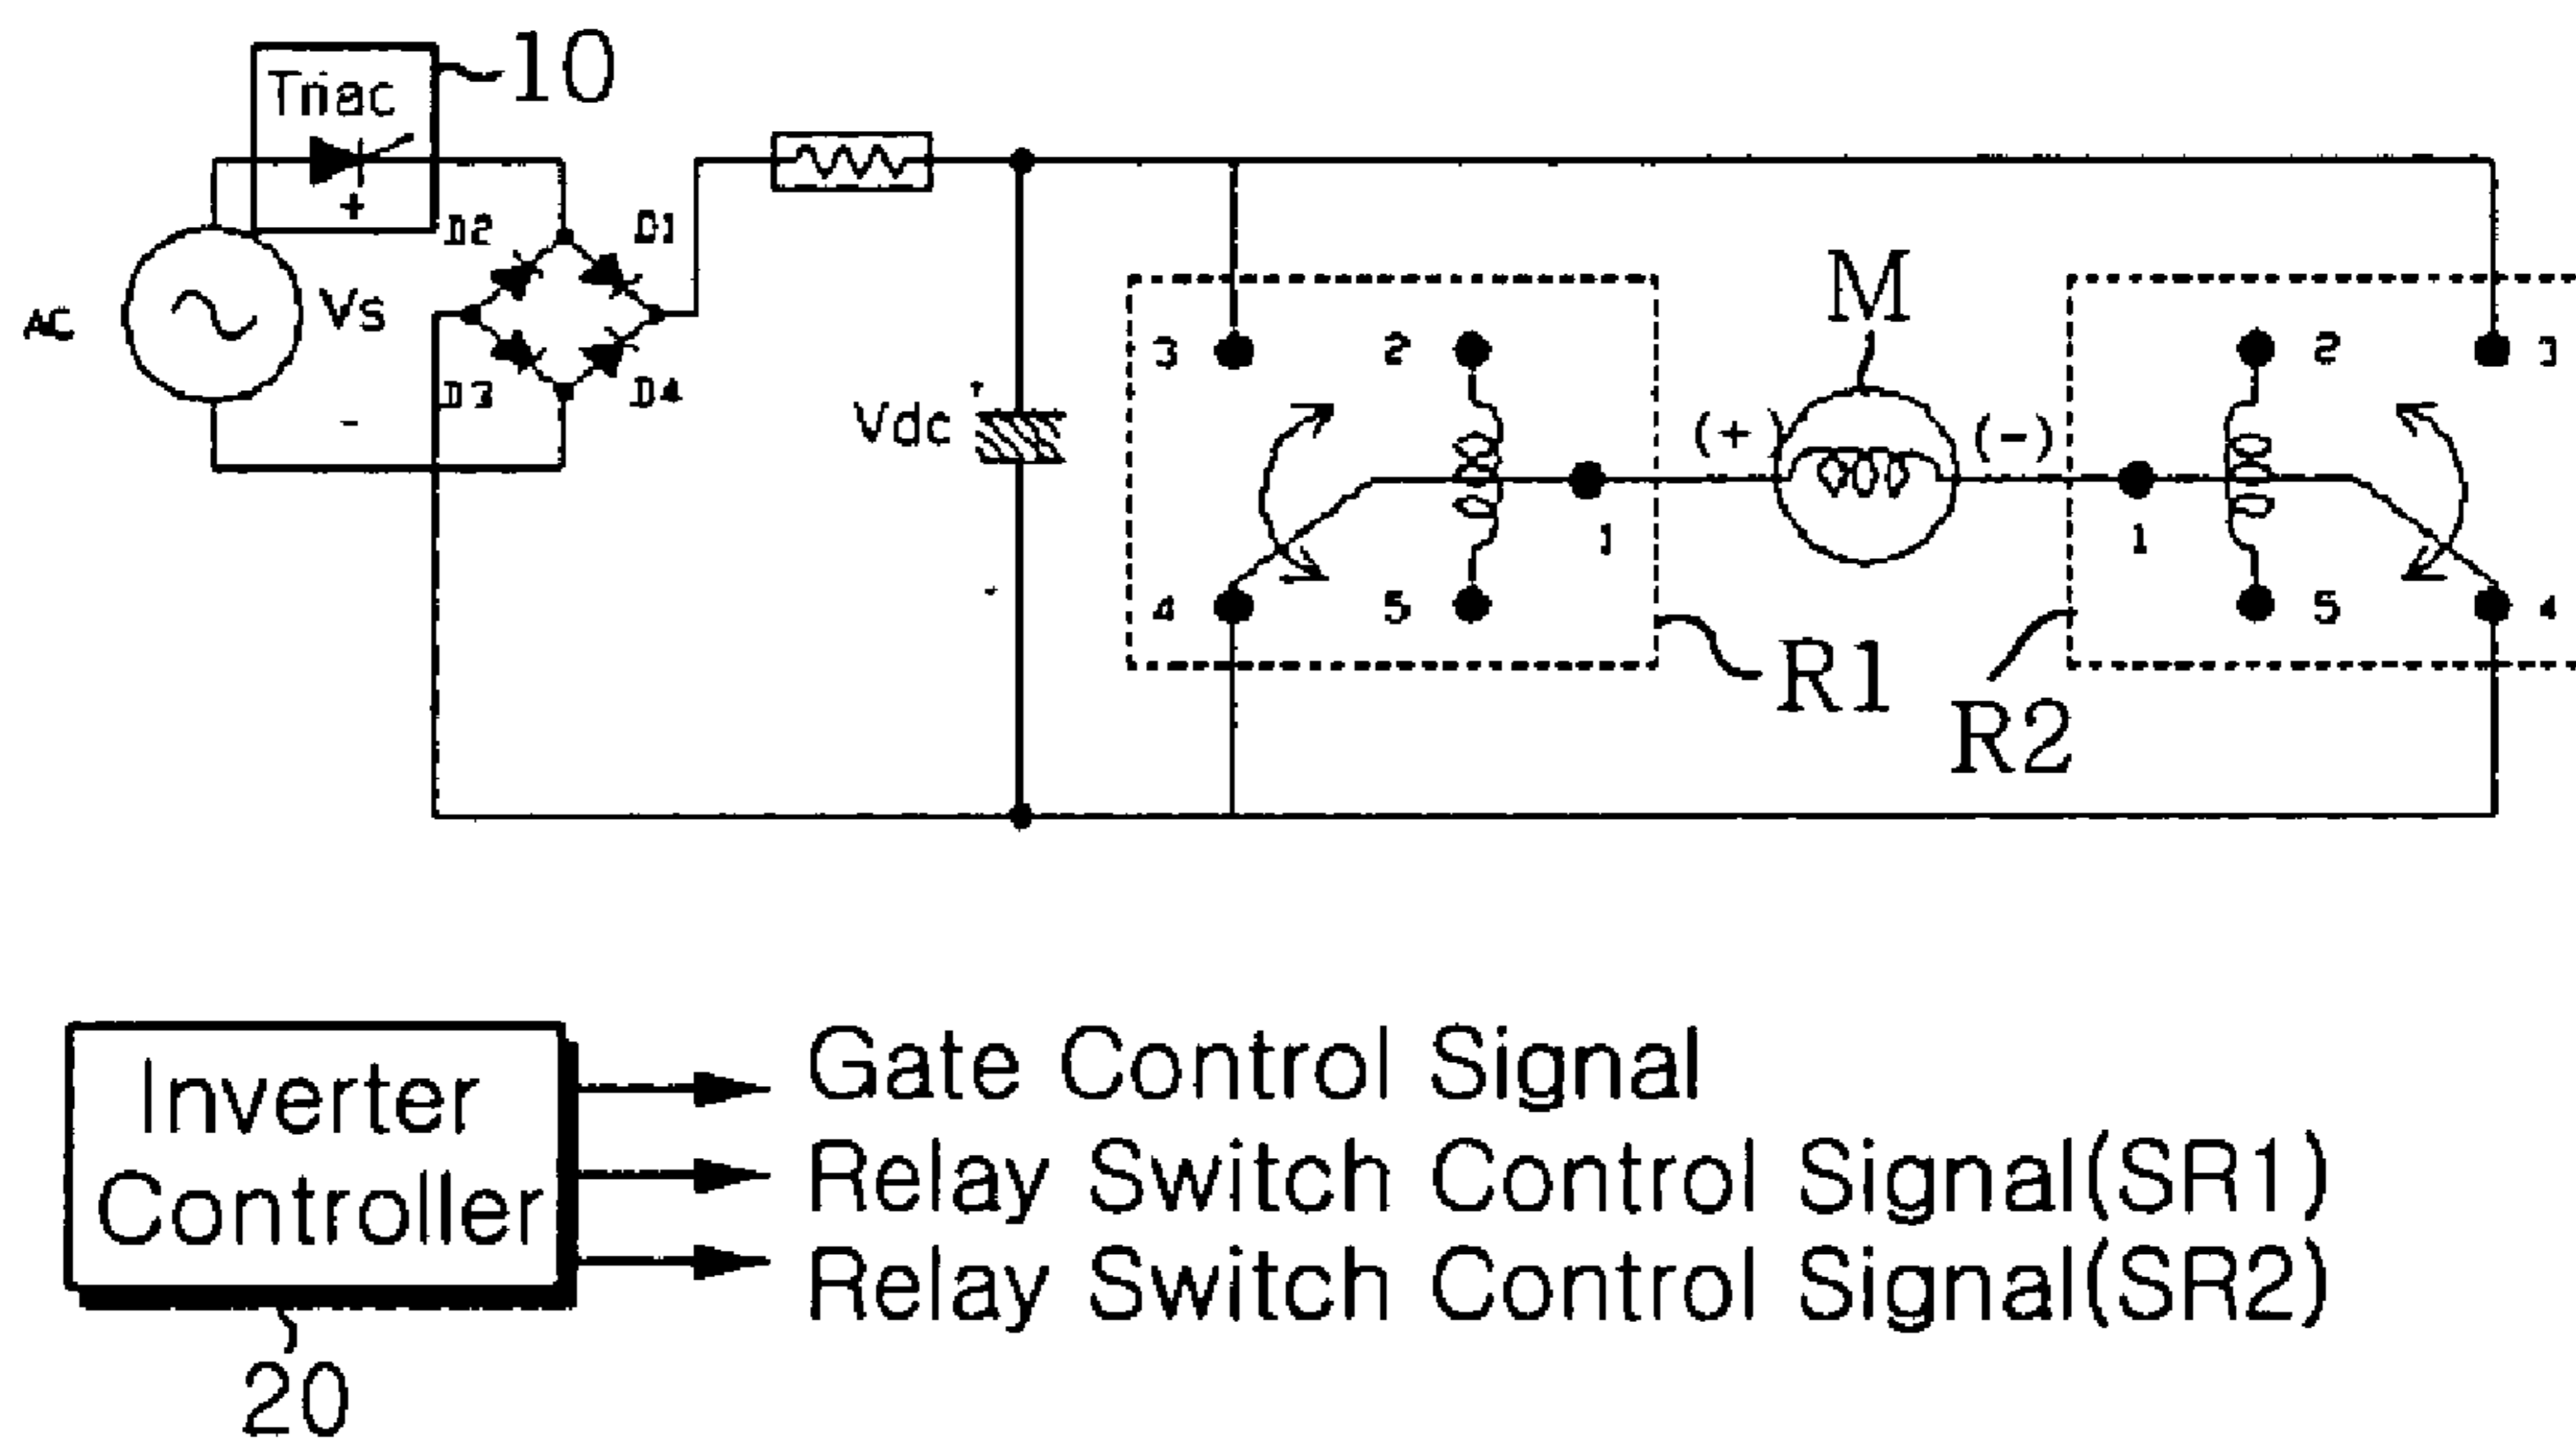 10
Triac
+
D2
D1
AC
Vs
D3
D4
-
Vdc
+
-
3
2
4
5
1
R1
M
(+)
(-)
1
2
3
5
4
R2
Inverter
Controller
20
Gate Control Signal
Relay Switch Control Signal(SR1)
Relay Switch Control Signal(SR2)